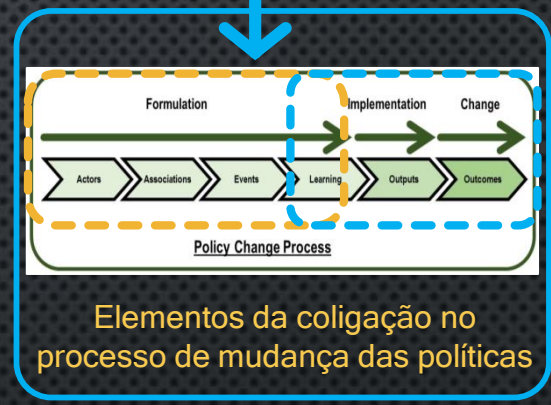 Formulation Implementation Change
Actors Associations Events Learning Outputs Outcomes
Policy Change Process
Elementos da coligação no
processo de mudança das políticas